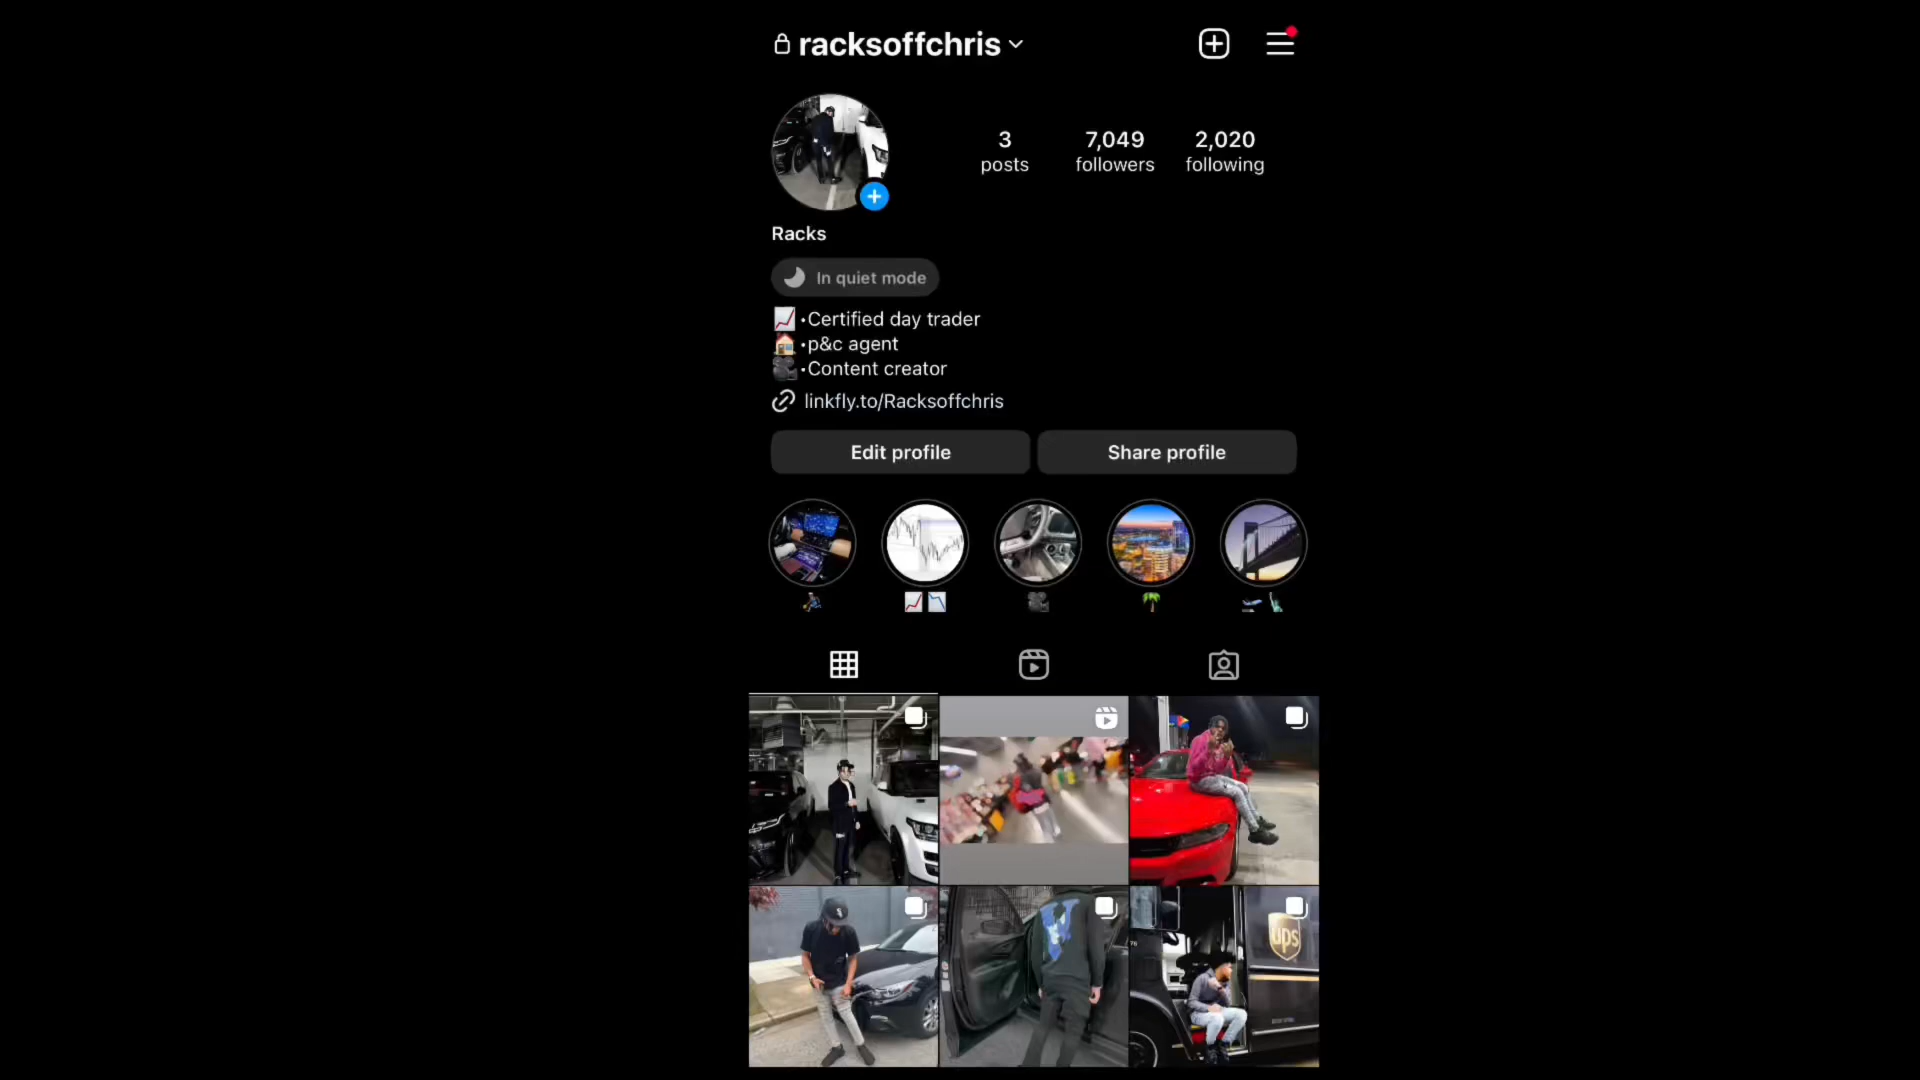 racksoffchris
3
posts
7,049
followers
2,020
following
Racks
In quiet mode
•Certified day trader
•p&c agent
•Content creator
linkfly.to/Racksoffchris
Edit profile
Share profile
ups